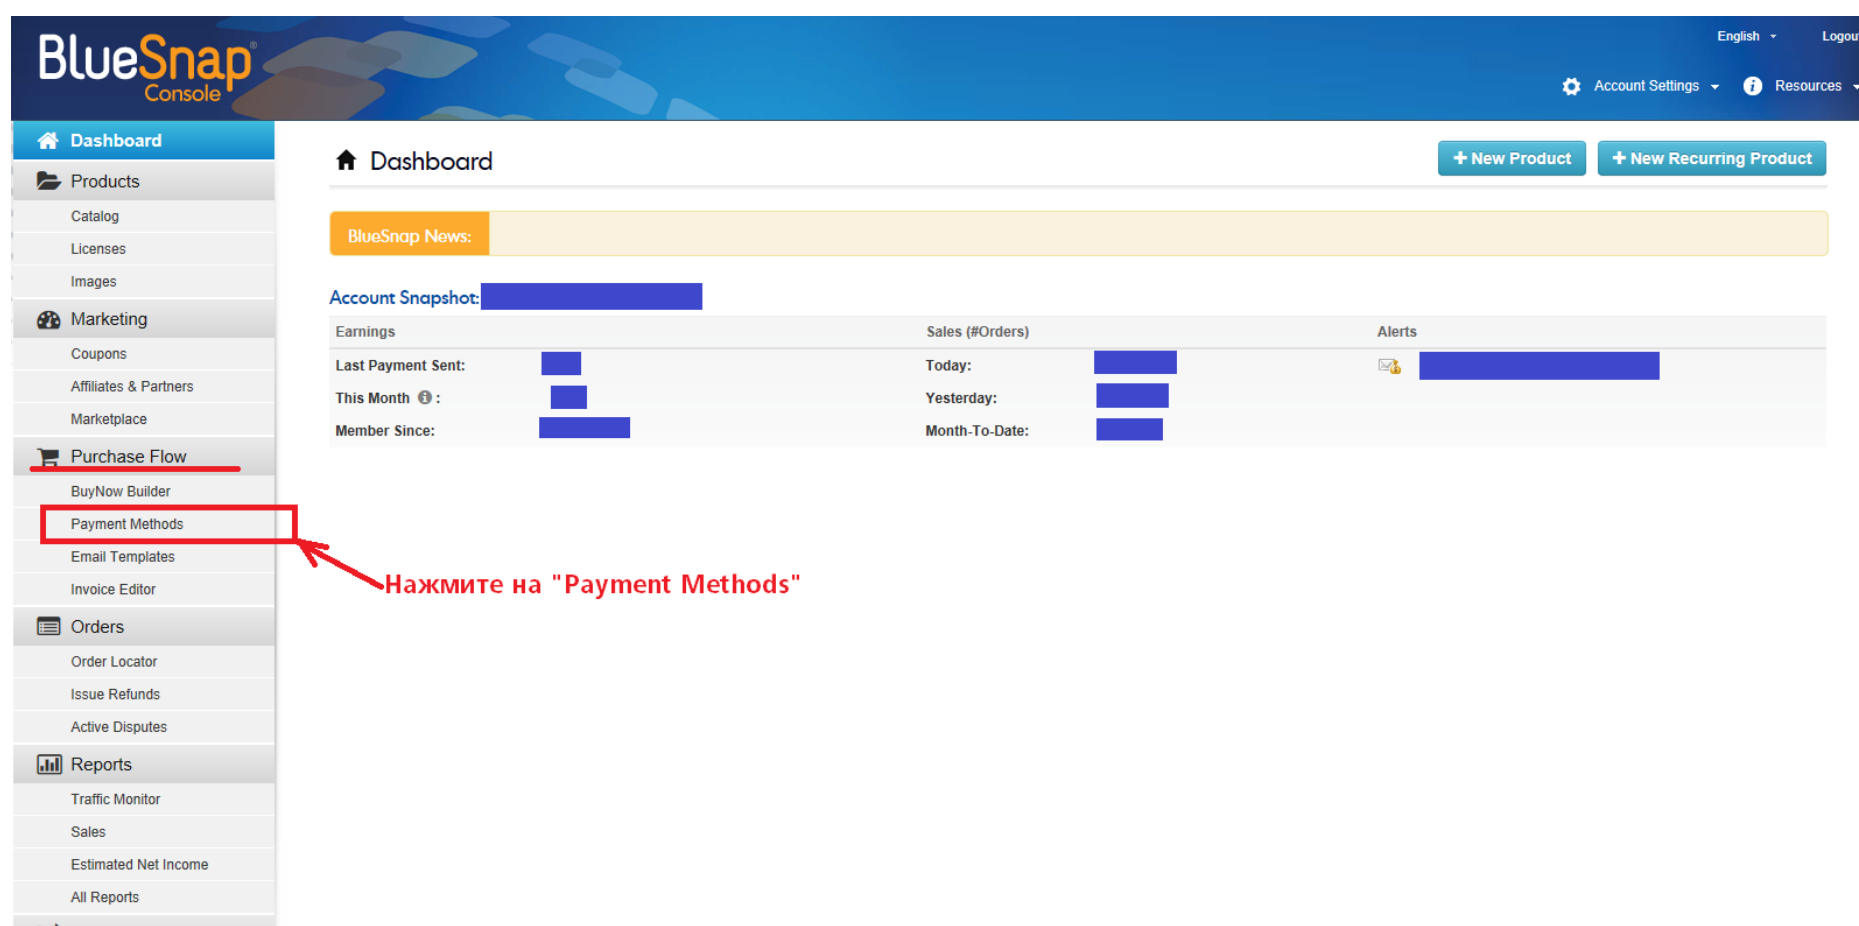 BlueSnap®
Console
English
Logou
Account Settings
Resources
Dashboard
Products
Catalog
Licenses
Images
Marketing
Coupons
Affiliates & Partners
Marketplace
Purchase Flow
BuyNow Builder
Payment Methods
Email Templates
Invoice Editor
Orders
Order Locator
Issue Refunds
Active Disputes
Reports
Traffic Monitor
Sales
Estimated Net Income
All Reports
Dashboard
+ New Product
+ New Recurring Product
BlueSnap News:
Account Snapshot:
Earnings
Sales (#Orders)
Alerts
Last Payment Sent:
Today:
This Month :
Yesterday:
Member Since:
Month-To-Date:
Нажмите на "Payment Methods"